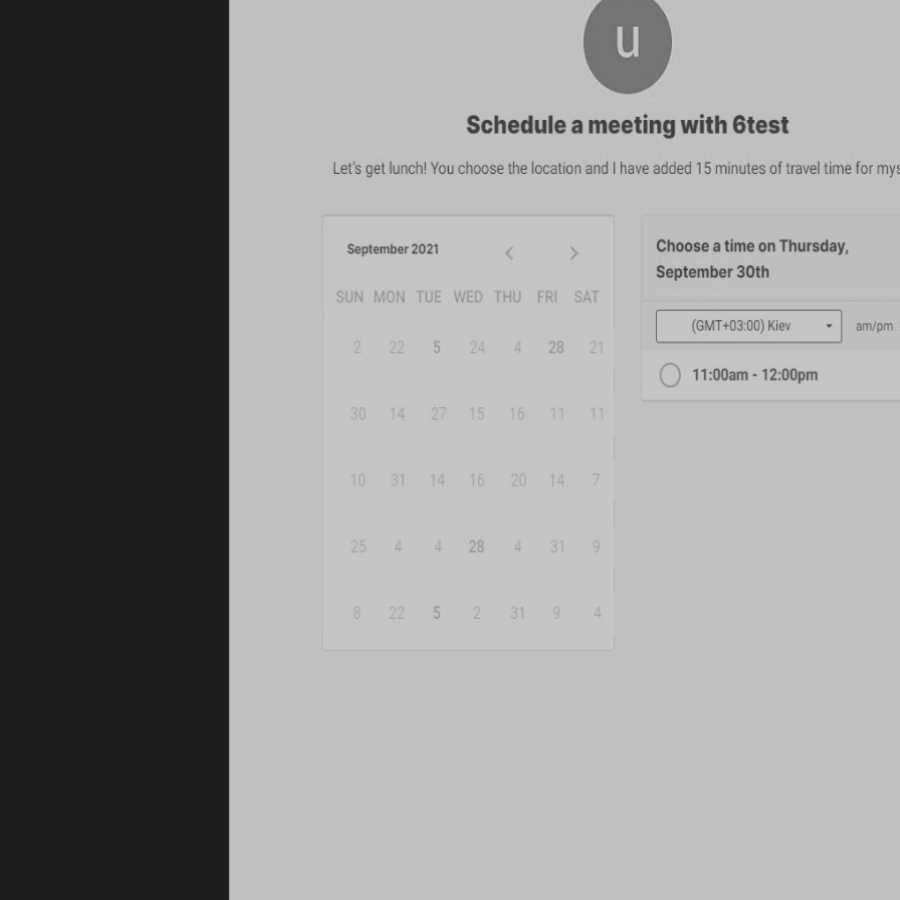 u
Schedule a meeting with 6test
Let's get lunch! You choose the location and I have added 15 minutes of travel time for
September 2021
SUN MON TUE WED THU FRI SAT
2 22 5 24 4 28 21
30 14 27 15 16 11 11
10 31 14 16 20 14 7
25 4 4 28 4 31 9
8 22 5 2 31 9 4
Choose a time on Thursday,
September 30th
(GMT+03:00) Kiev am/pm
11:00am - 12:00pm